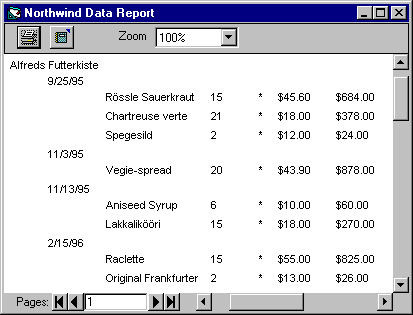 Northwind Data Report
Zoom 100%
Alfreds Futterkiste
9/25/95
Rössle Sauerkraut 15 * $45.60 $684.00
Chartreuse verte 21 * $18.00 $378.00
Spegesild 2 * $12.00 $24.00
11/3/95
Vegie-spread 20 * $43.90 $878.00
11/13/95
Aniseed Syrup 6 * $10.00 $60.00
Lakkalikööri 15 * $18.00 $270.00
2/15/96
Raclette 15 * $55.00 $825.00
Original Frankfurter 2 * $13.00 $26.00
Pages: 1